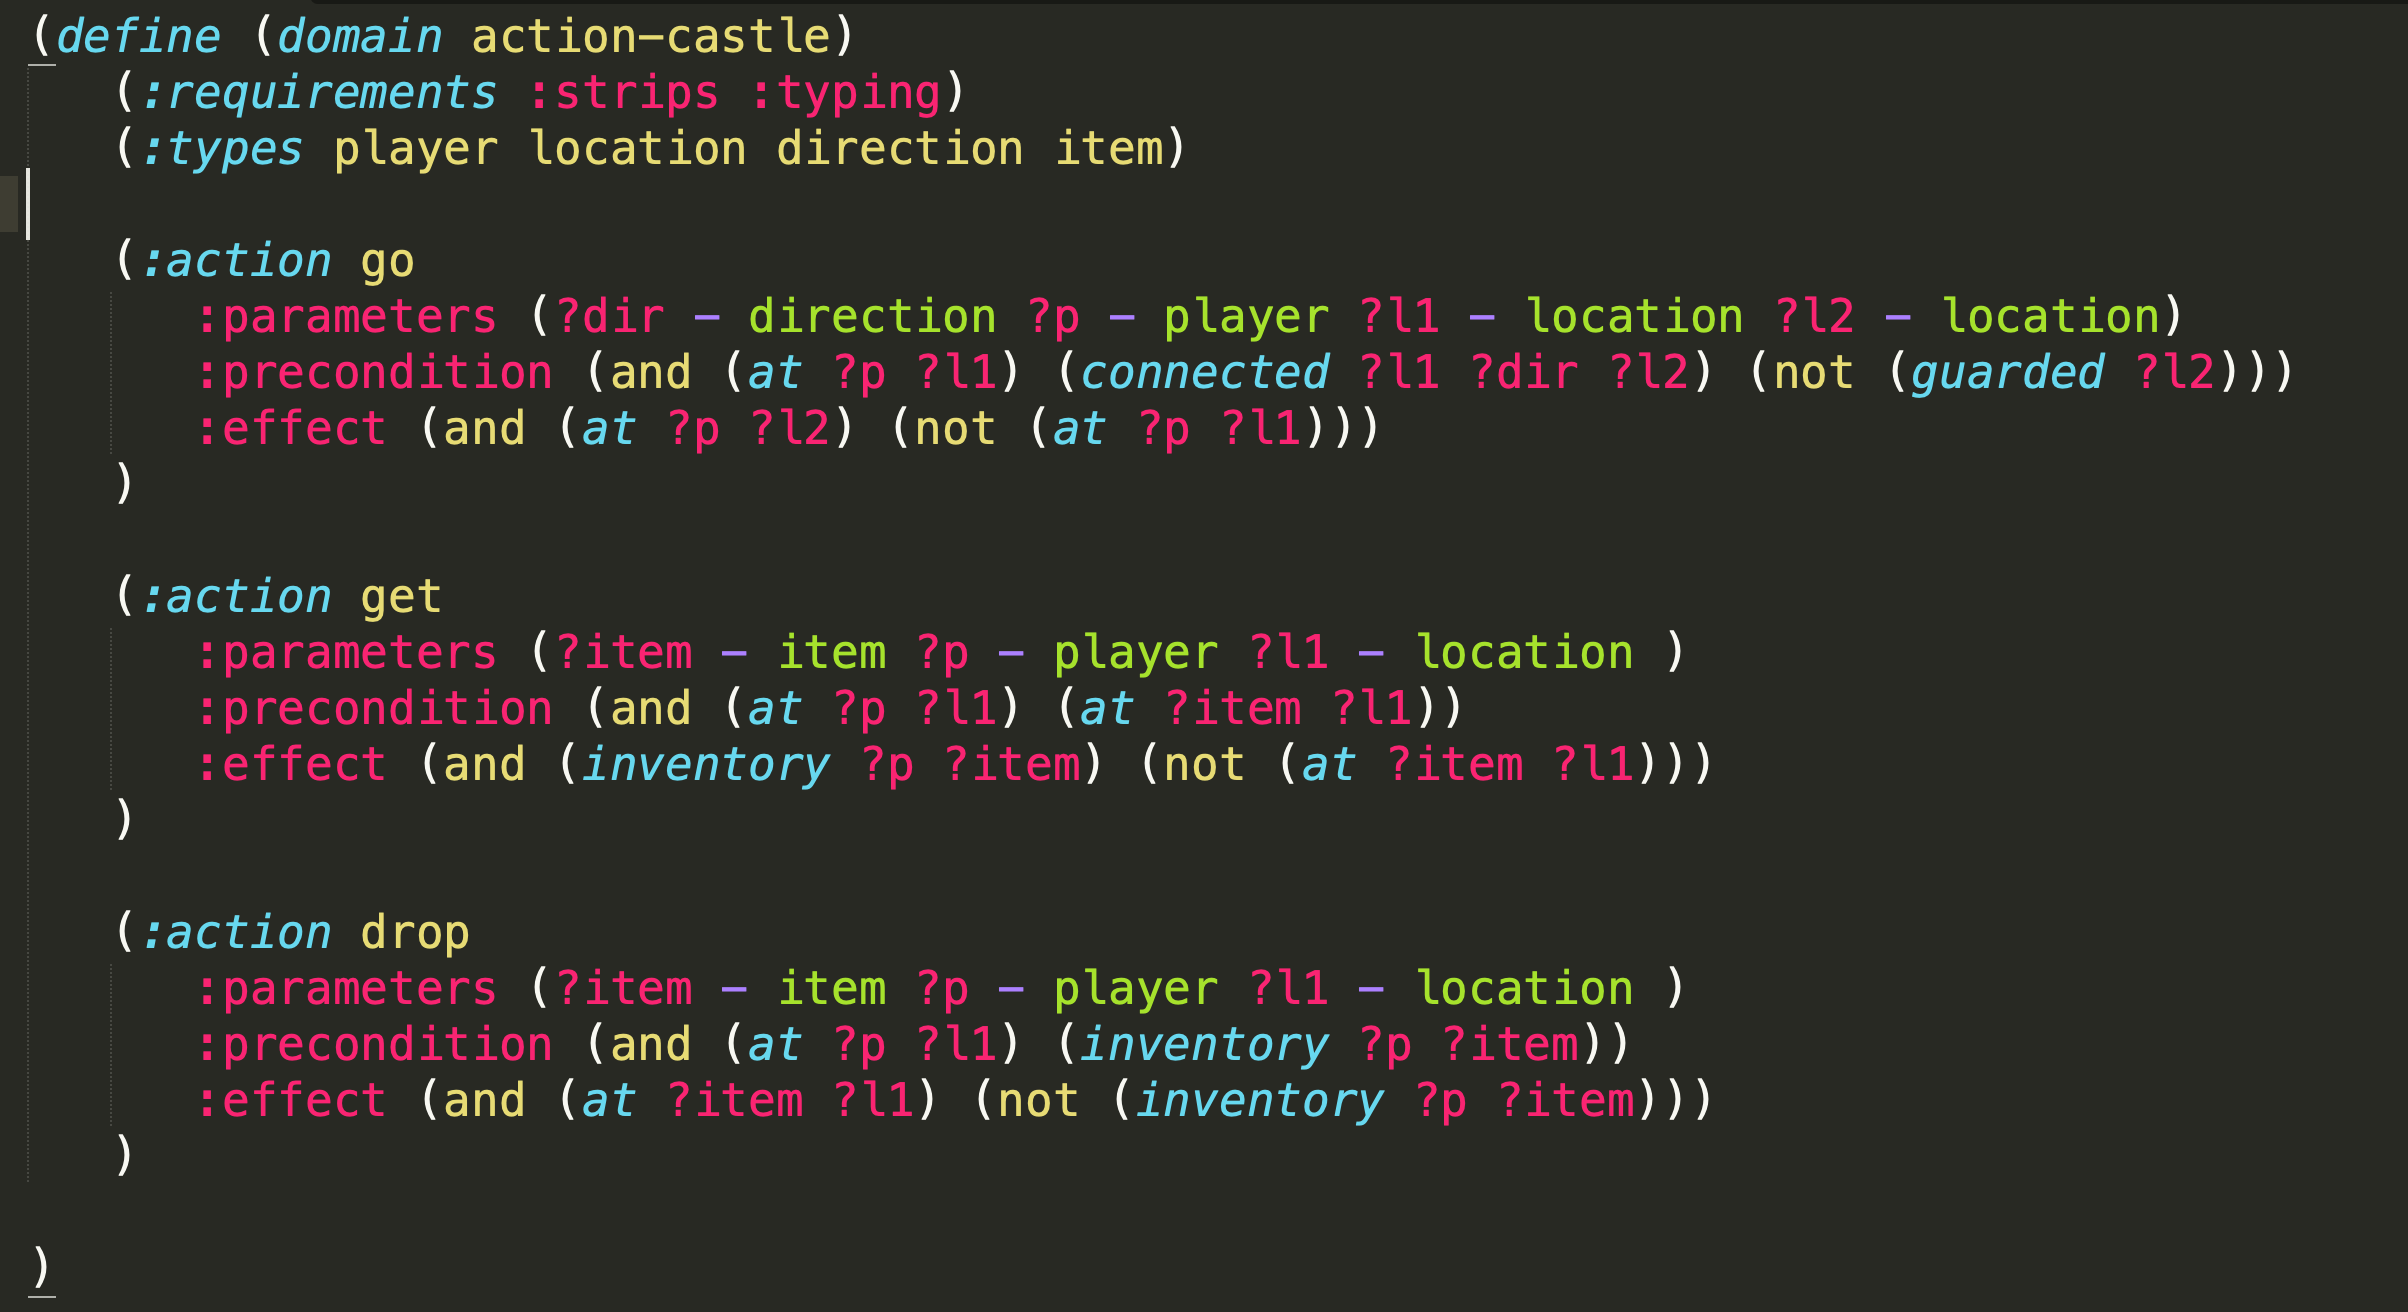 (define (domain action-castle)
(:requirements :strips :typing)
(:types player location direction item)
(:action go
:parameters (?dir - direction ?p - player ?l1 - location ?l2 - location)
:precondition (and (at ?p ?l1) (connected ?l1 ?dir ?l2) (not (guarded ?l2)))
:effect (and (at ?p ?l2) (not (at ?p ?l1)))
)
(:action get
:parameters (?item - item ?p - player ?l1 - location )
:precondition (and (at ?p ?l1) (at ?item ?l1))
:effect (and (inventory ?p ?item) (not (at ?item ?l1)))
)
(:action drop
:parameters (?item - item ?p - player ?l1 - location )
:precondition (and (at ?p ?l1) (inventory ?p ?item))
:effect (and (at ?item ?l1) (not (inventory ?p ?item)))
)
)